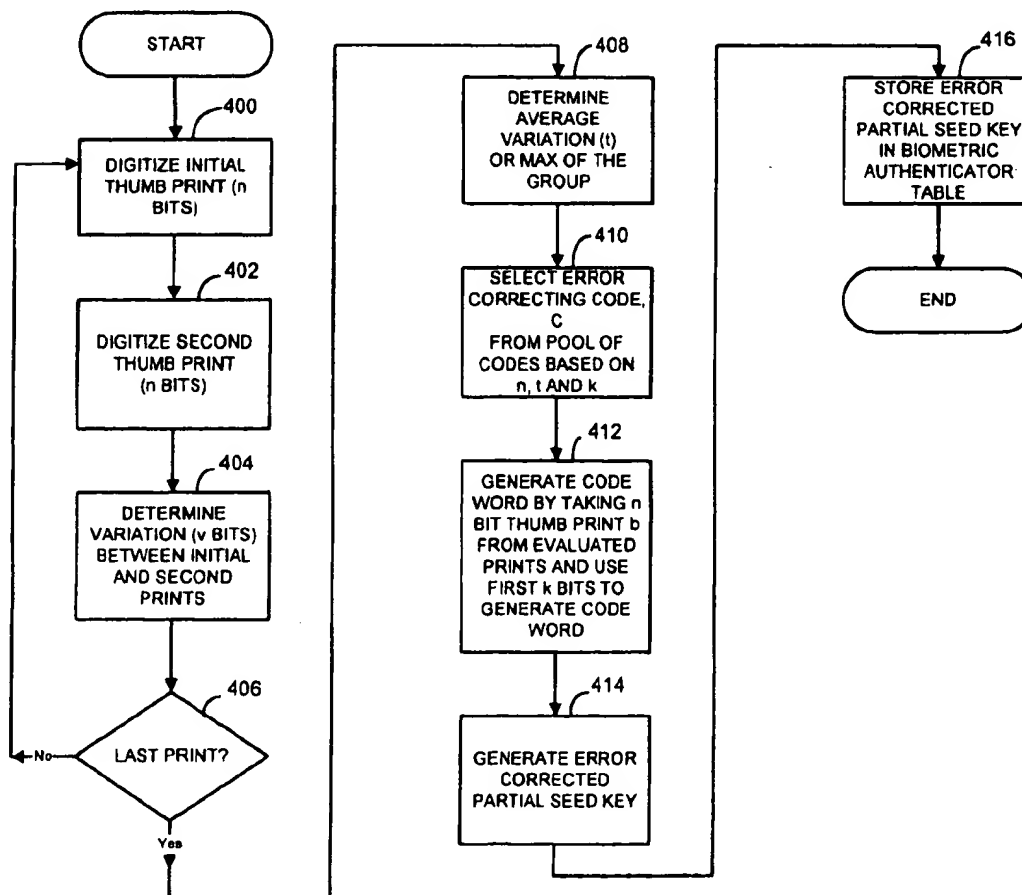 START
400
DIGITIZE INITIAL
THUMB PRINT (n
BITS)
402
DIGITIZE SECOND
THUMB PRINT
(n BITS)
404
DETERMINE
VARIATION (v BITS)
BETWEEN INITIAL
AND SECOND
PRINTS
406
LAST PRINT?
No
Yes
408
DETERMINE
AVERAGE
VARIATION (t)
OR MAX OF THE
GROUP
410
SELECT ERROR
CORRECTING CODE,
C
FROM POOL OF
CODES BASED ON
n, t AND k
412
GENERATE CODE
WORD BY TAKING n
BIT THUMB PRINT b
FROM EVALUATED
PRINTS AND USE
FIRST k BITS TO
GENERATE CODE
WORD
414
GENERATE ERROR
CORRECTED
PARTIAL SEED KEY
416
STORE ERROR
CORRECTED
PARTIAL SEED KEY
IN BIOMETRIC
AUTHENTICATOR
TABLE
END